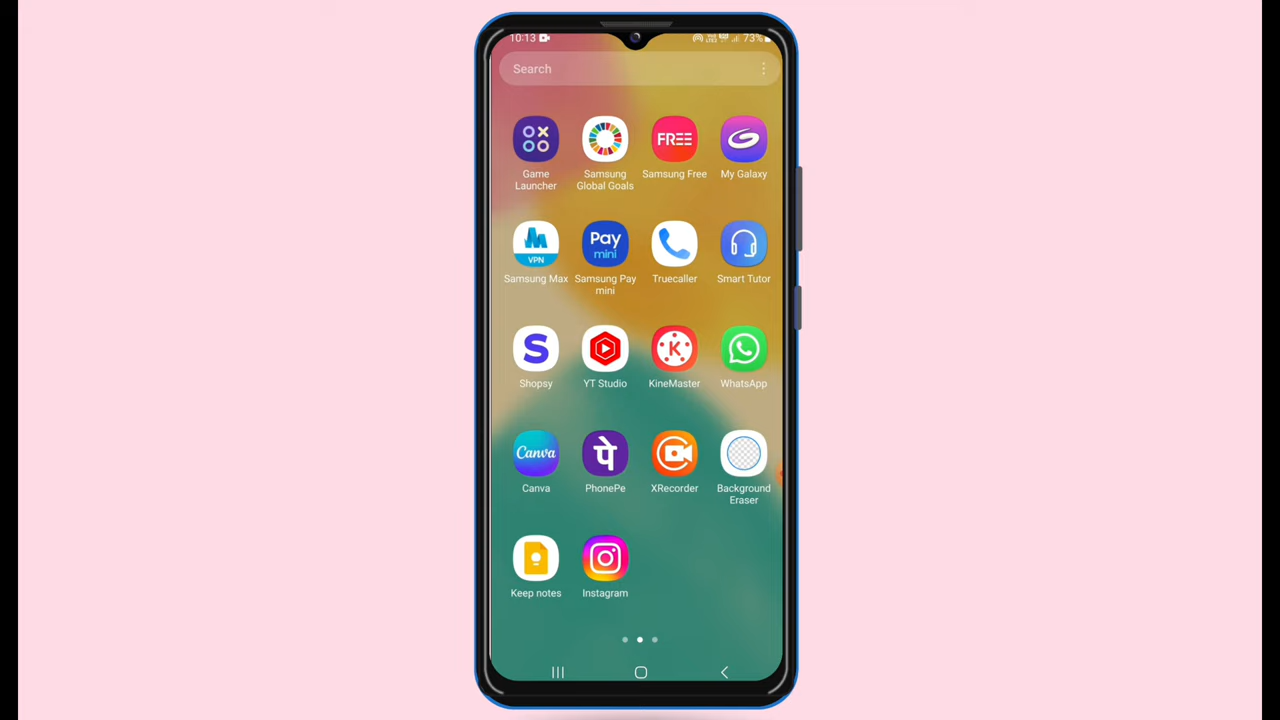 10:13
73%
Search
FREE
Game
Launcher
Samsung
Global Goals
Samsung Free
My Galaxy
VPN
Pay
mini
Samsung Max
Samsung Pay
mini
Truecaller
Smart Tutor
S
K
Shopsy
YT Studio
KineMaster
WhatsApp
Canva
पे
Canva
PhonePe
XRecorder
Background
Eraser
Keep notes
Instagram